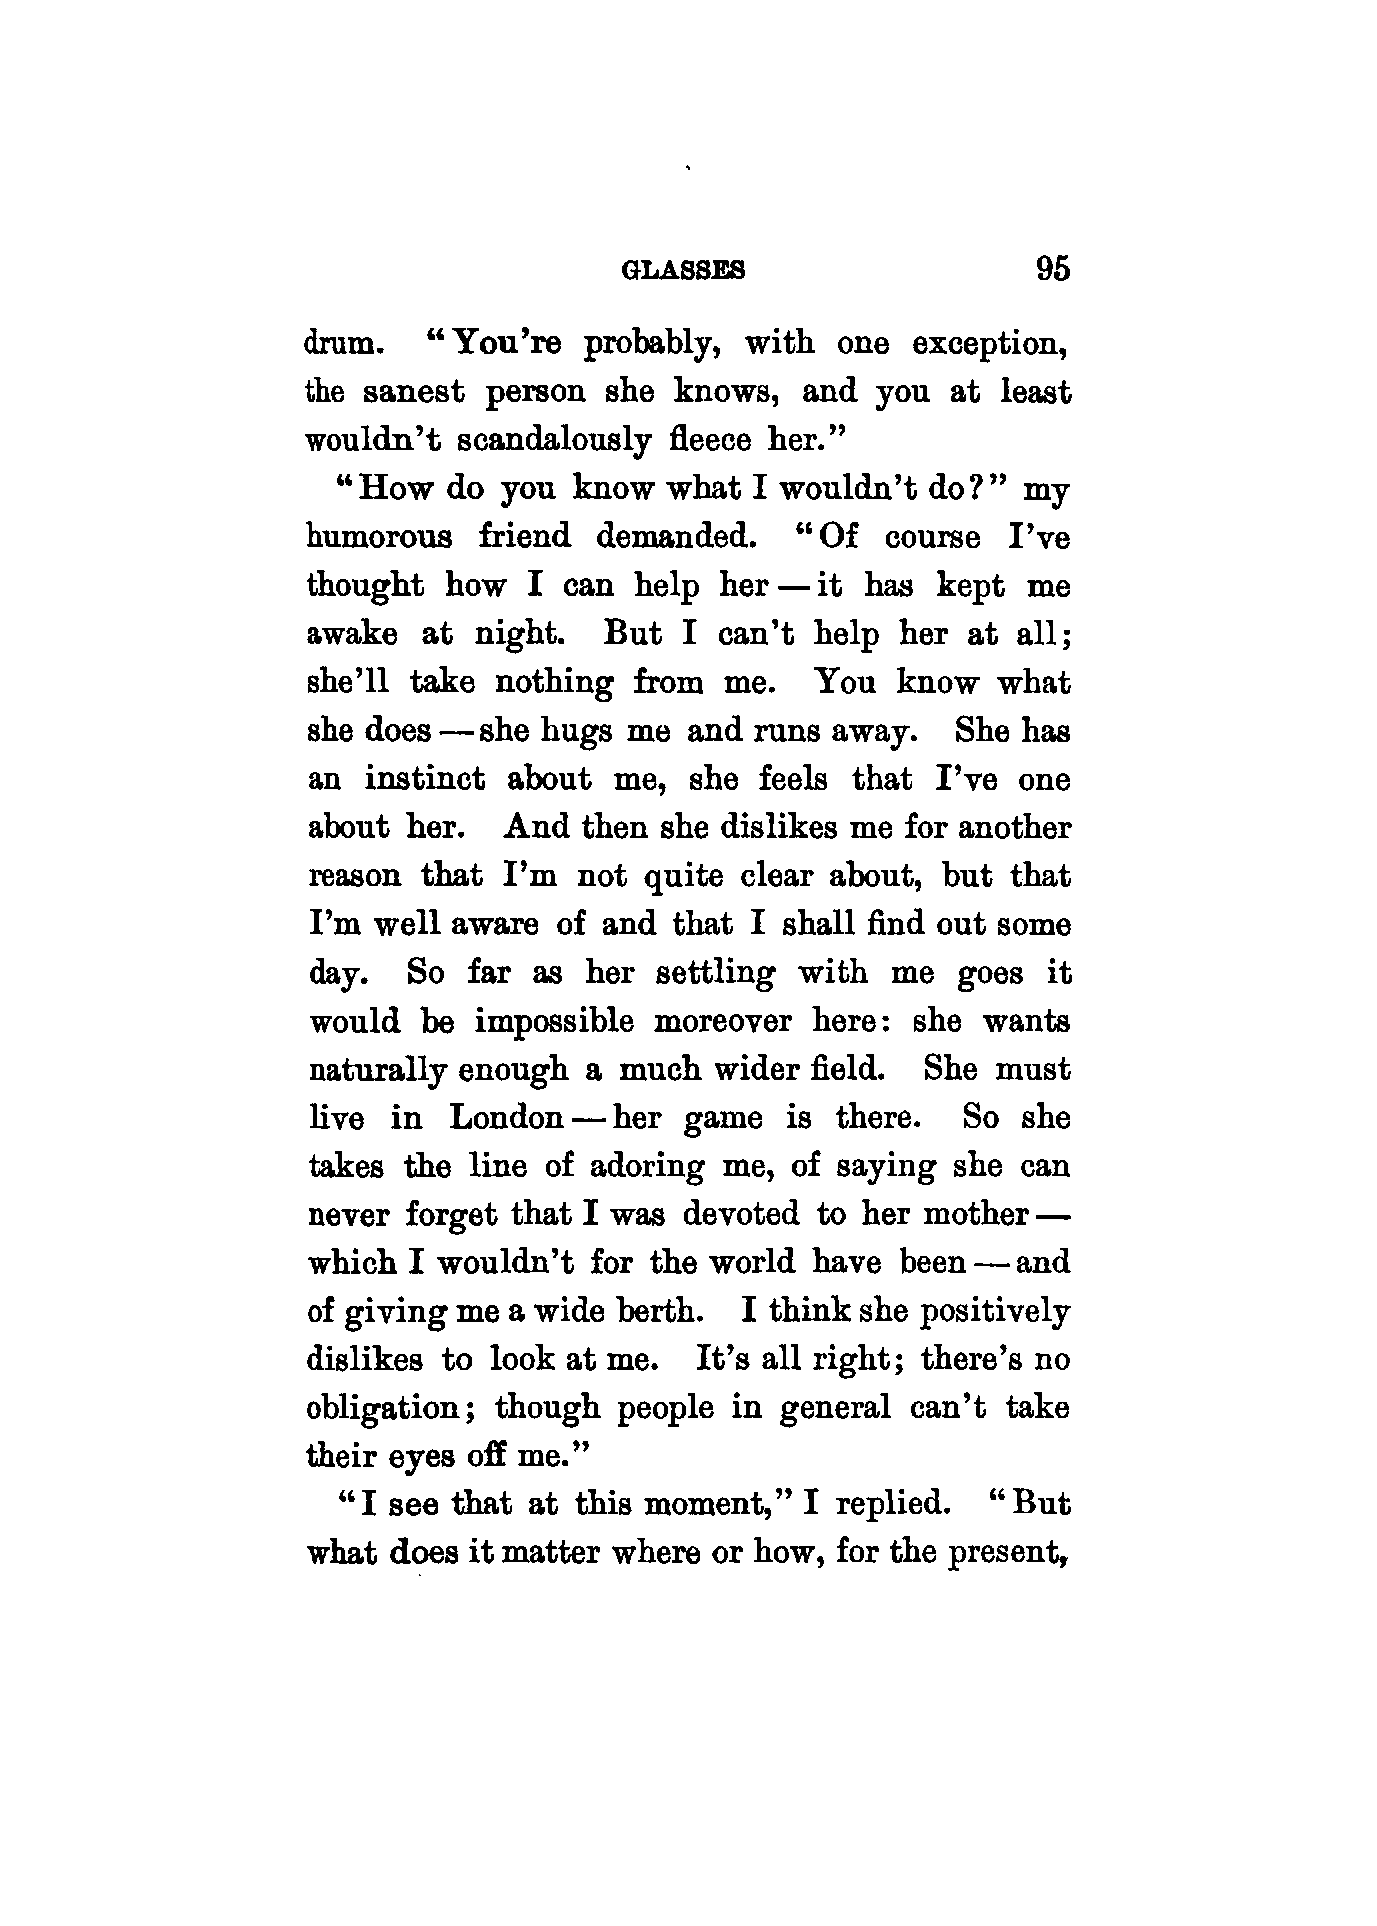 GLASSES 95
drum. “You’re probably, with one exception,
the sanest person she knows, and you at least
wouldn’t scandalously fleece her.”
“How do you know what I wouldn’t do?” my
humorous friend demanded. “Of course I’ve
thought how I can help her—it has kept me
awake at night. But I can’t help her at all;
she’ll take nothing from me. You know what
she does—she hugs me and runs away. She has
an instinct about me, she feels that I’ve one
about her. And then she dislikes me for another
reason that I’m not quite clear about, but that
I’m well aware of and that I shall find out some
day. So far as her settling with me goes it
would be impossible moreover here: she wants
naturally enough a much wider field. She must
live in London—her game is there. So she
takes the line of adoring me, of saying she can
never forget that I was devoted to her mother—
which I wouldn’t for the world have been—and
of giving me a wide berth. I think she positively
dislikes to look at me. It’s all right; there’s no
obligation; though people in general can’t take
their eyes off me.”
“I see that at this moment,” I replied. “But
what does it matter where or how, for the present,